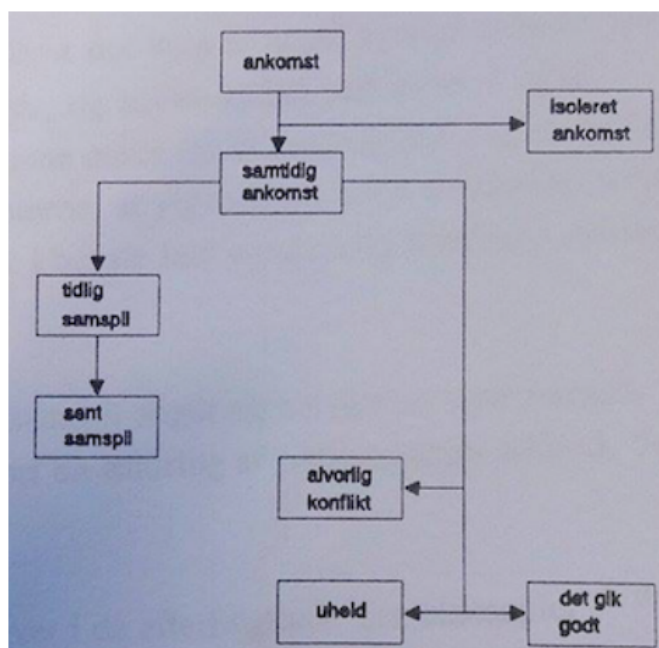 ankomst
isoleret
ankomst
samtidig
ankomst
tidlig
samspil
sent
samspil
alvorlig
konflikt
uheld
det gik
godt